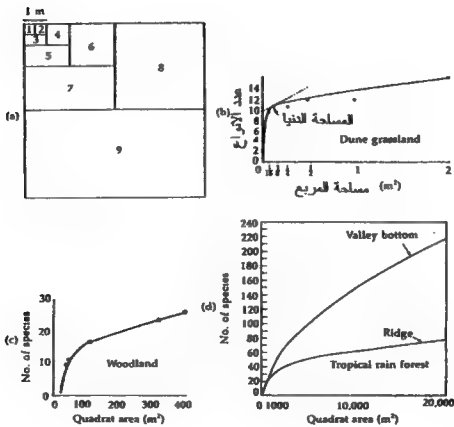 1 m
1 2 4 6
3
5
8
7
9
(a)
(b)
عدد الأنواع
14
12
10
8
6
4
2
0
المساحة الدنيا
Dune grassland
1
2
مساحة المربع (m²)
(c)
No. of species
30
20
10
0
Woodland
0 100 200 300 400
Quadrat area (m²)
(d)
No. of species
240
220
200
180
160
140
120
100
80
60
40
20
0
Valley bottom
Ridge
Tropical rain forest
0 1000 10,000 20,000
Quadrat area (m²)